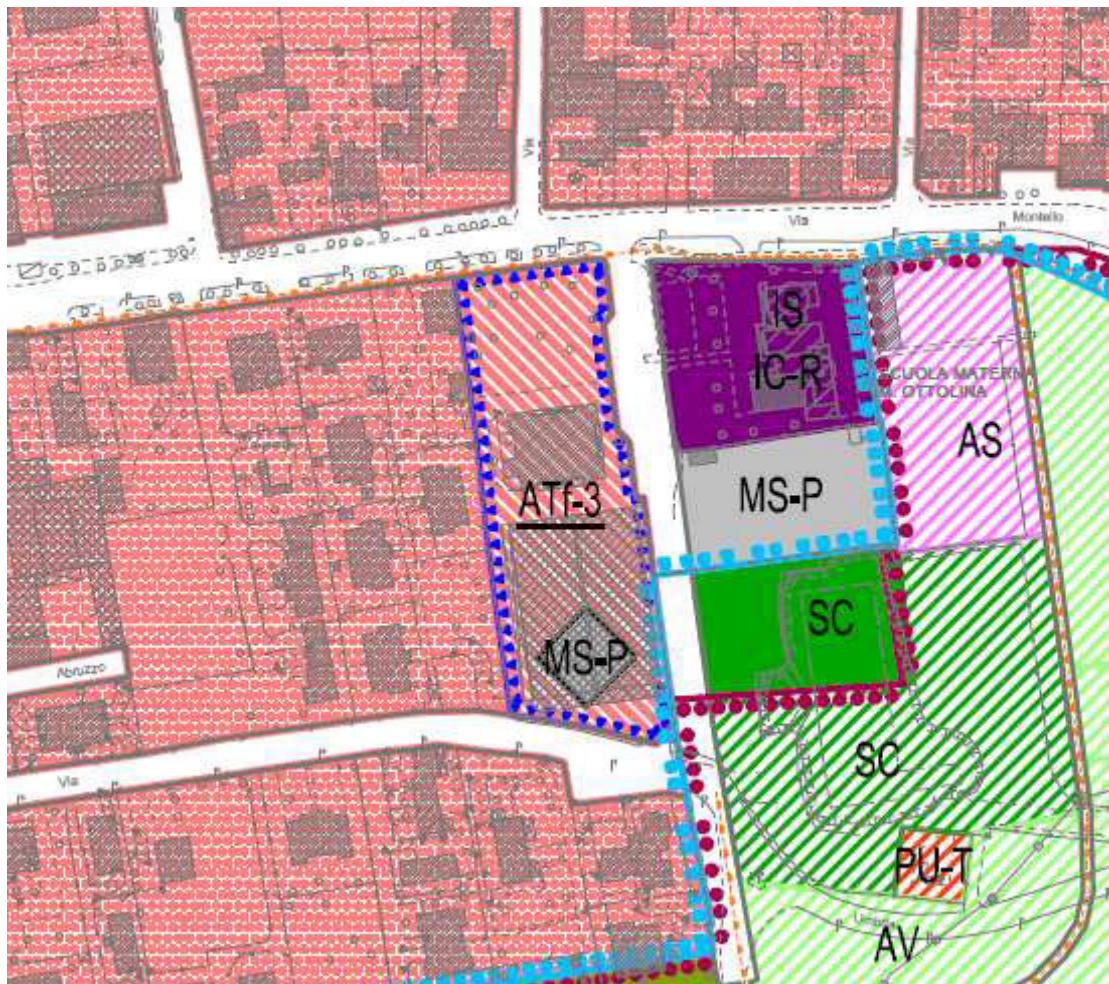 Via
Via
Via
Montello
IS
IC-R
SCUOLA MATERNA
OTTOLINA
AS
MS-P
ATf-3
SC
MS-P
Abruzzo
Via
SC
PU-T
AV